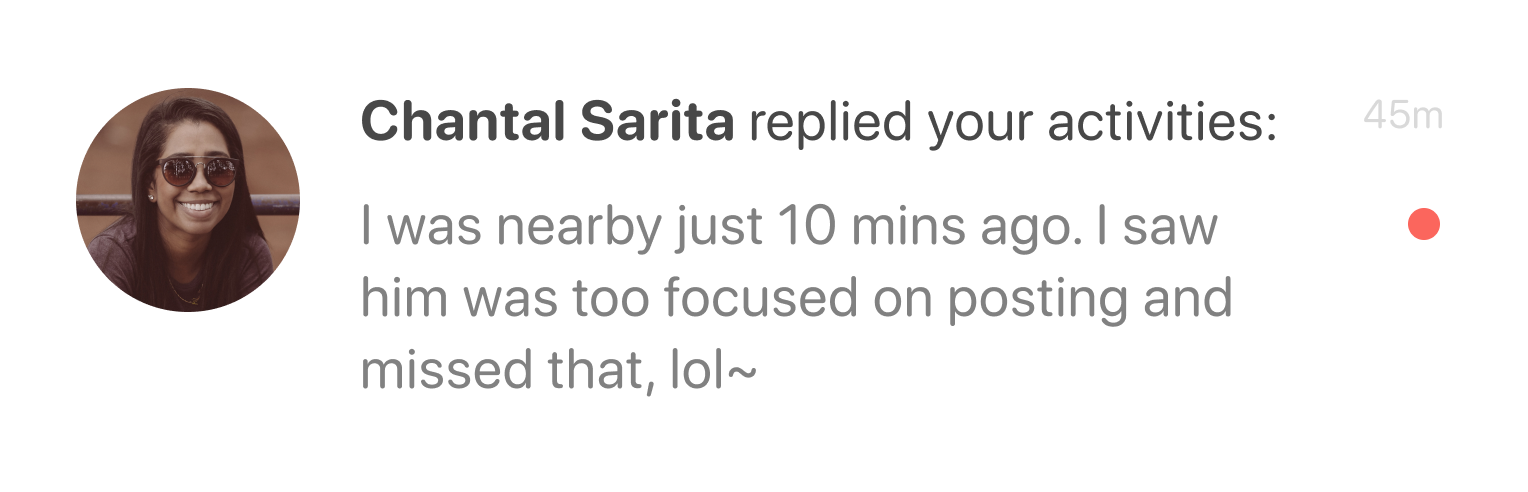 Chantal Sarita replied your activities: 45m
I was nearby just 10 mins ago. I saw
him was too focused on posting and
missed that, lol~